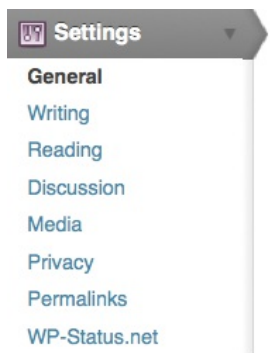 Settings
General
Writing
Reading
Discussion
Media
Privacy
Permalinks
WP-Status.net